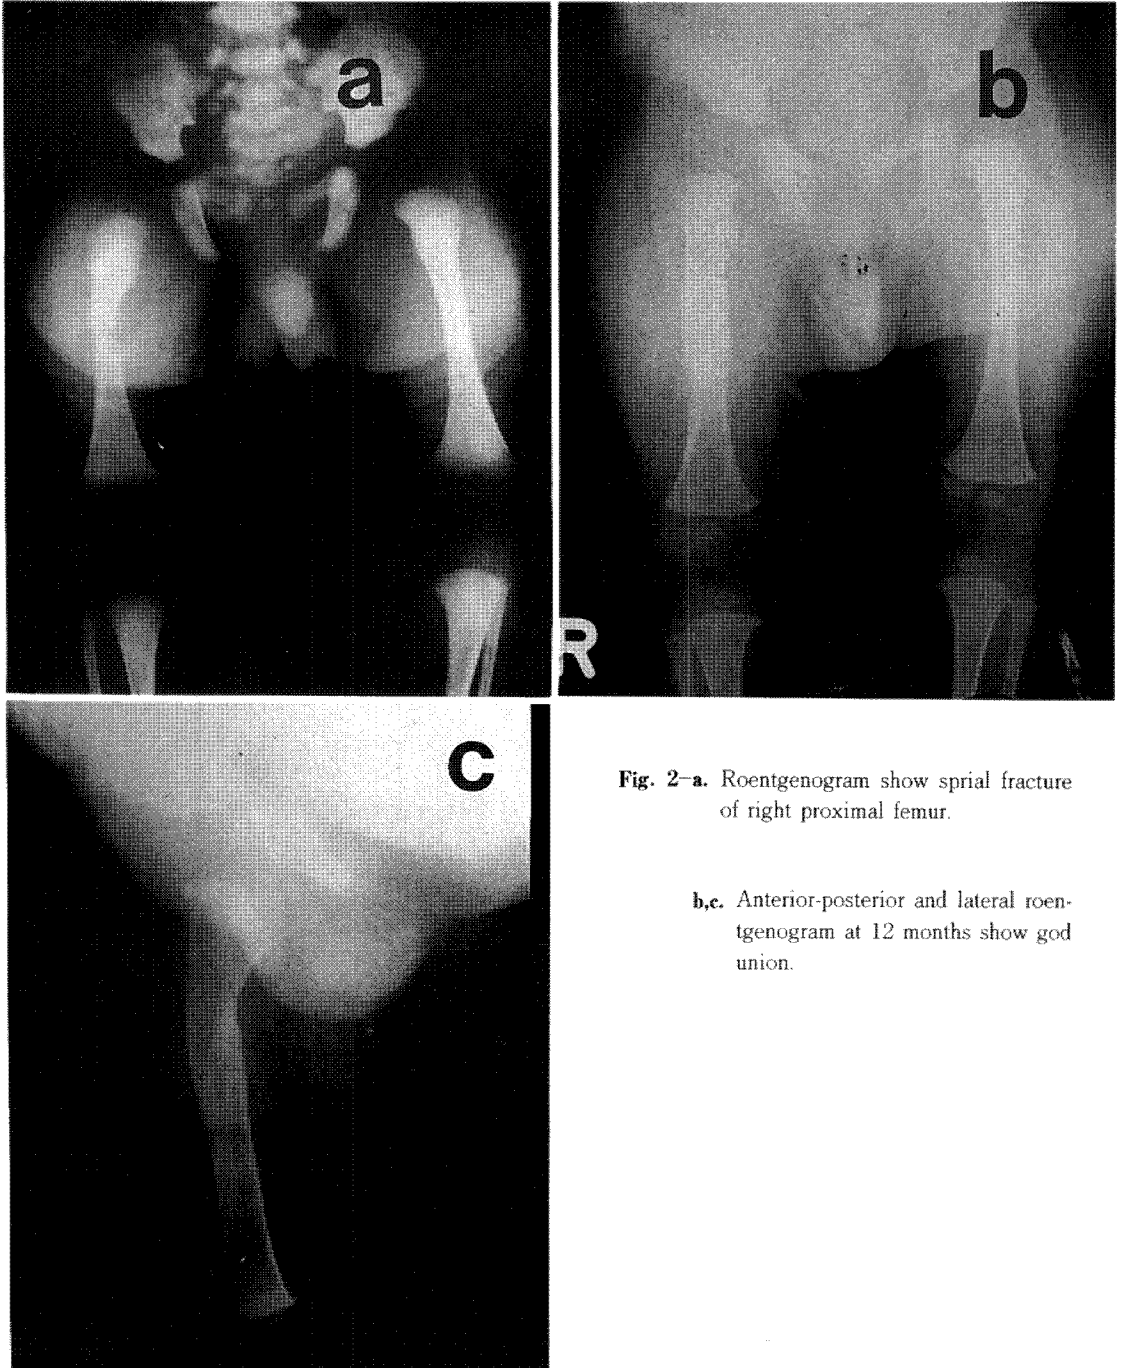 a
b
R
c
Fig. 2-a. Roentgenogram show sprial fracture
of right proximal femur.
b,c. Anterior-posterior and lateral roen-
tgenogram at 12 months show god
union.